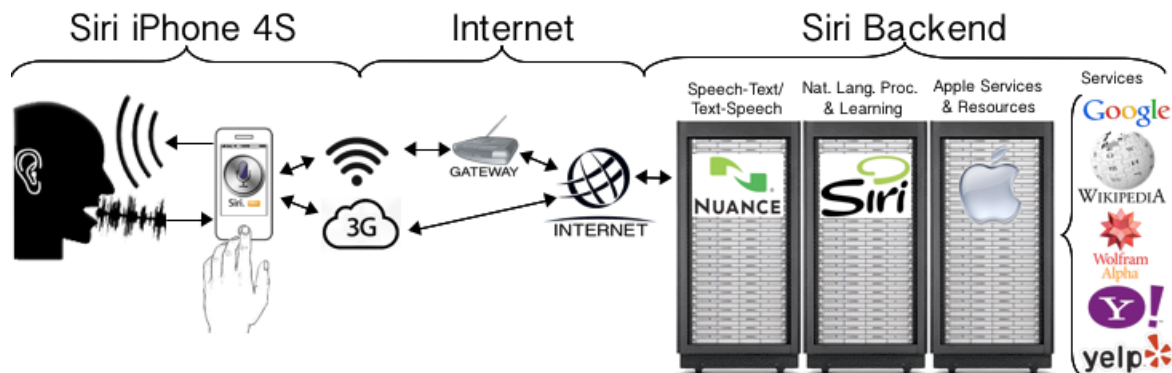 Siri iPhone 4S
Internet
Siri Backend
Speech-Text/
Text-Speech
Nat. Lang. Proc.
& Learning
Apple Services
& Resources
Services
Siri.
3G
GATEWAY
INTERNET
NUANCE
Siri
Google
WIKIPEDIA
Wolfram
Alpha
Y!
yelp